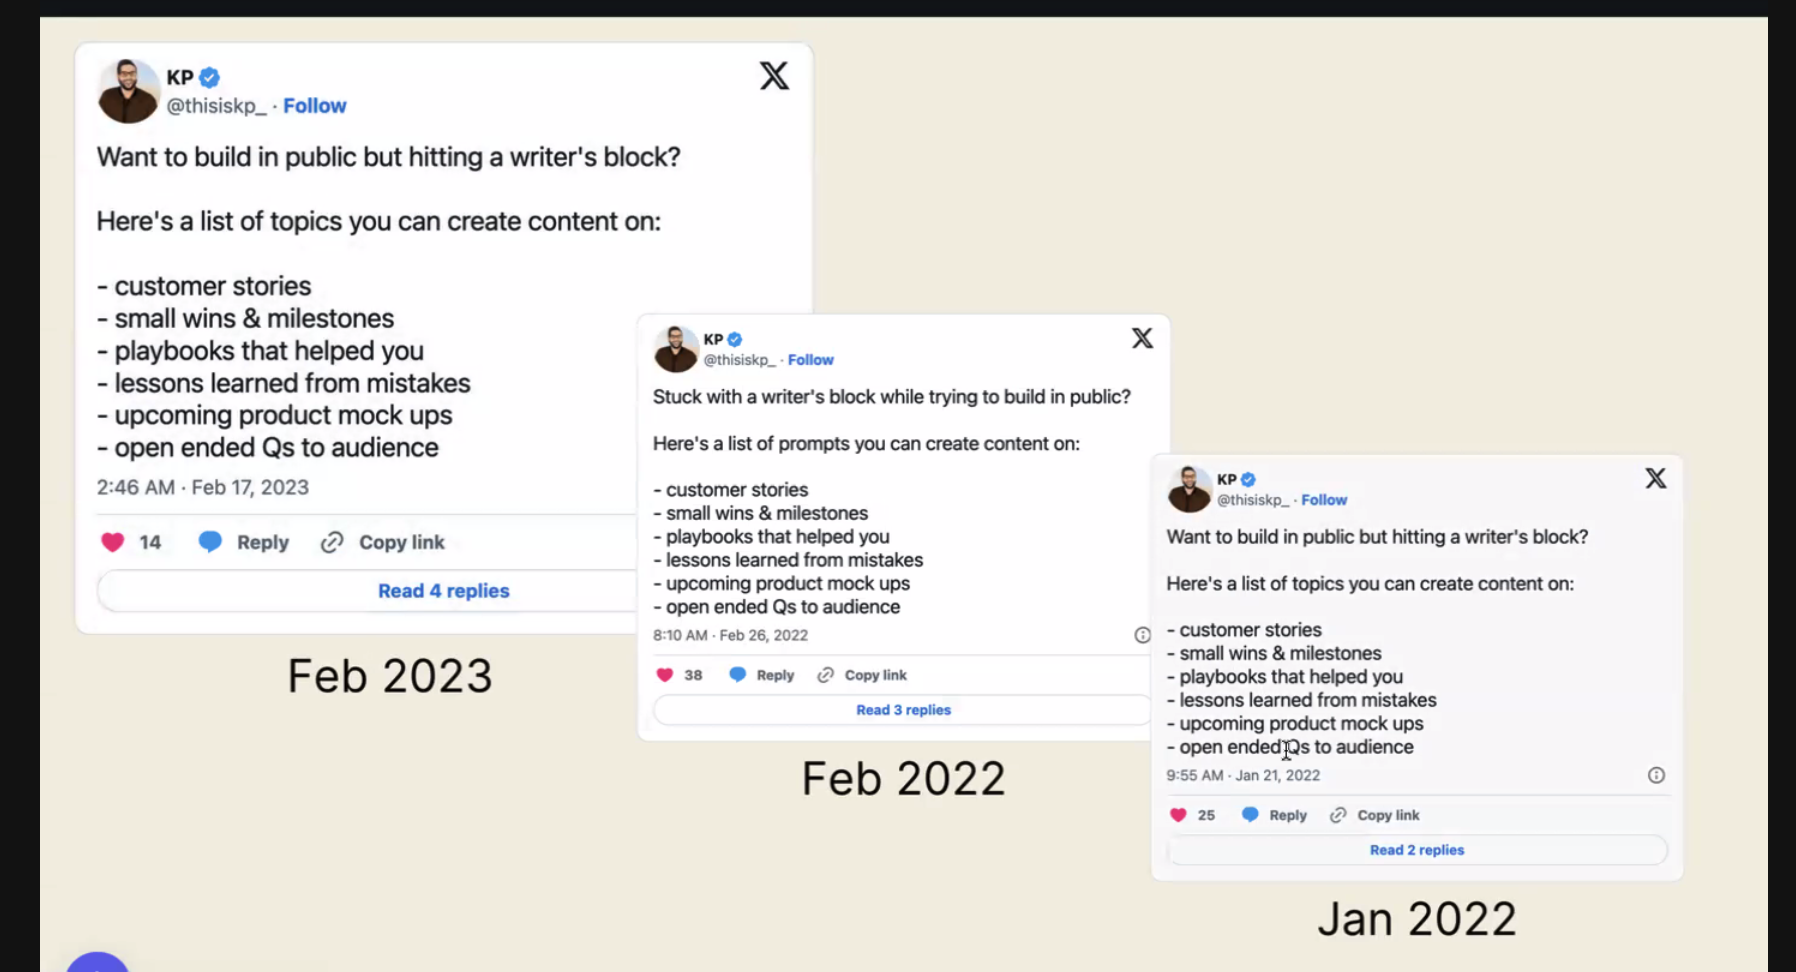 KP
@thisiskp_ · Follow
Want to build in public but hitting a writer's block?
Here's a list of topics you can create content on:
- customer stories
- small wins & milestones
- playbooks that helped you
- lessons learned from mistakes
- upcoming product mock ups
- open ended Qs to audience
2:46 AM · Feb 17, 2023
14 Reply Copy link
Read 4 replies
Feb 2023
KP
@thisiskp_ · Follow
Stuck with a writer's block while trying to build in public?
Here's a list of prompts you can create content on:
- customer stories
- small wins & milestones
- playbooks that helped you
- lessons learned from mistakes
- upcoming product mock ups
- open ended Qs to audience
8:10 AM · Feb 26, 2022
38 Reply Copy link
Read 3 replies
Feb 2022
KP
@thisiskp_ · Follow
Want to build in public but hitting a writer's block?
Here's a list of topics you can create content on:
- customer stories
- small wins & milestones
- playbooks that helped you
- lessons learned from mistakes
- upcoming product mock ups
- open ended Qs to audience
9:55 AM · Jan 21, 2022
25 Reply Copy link
Read 2 replies
Jan 2022